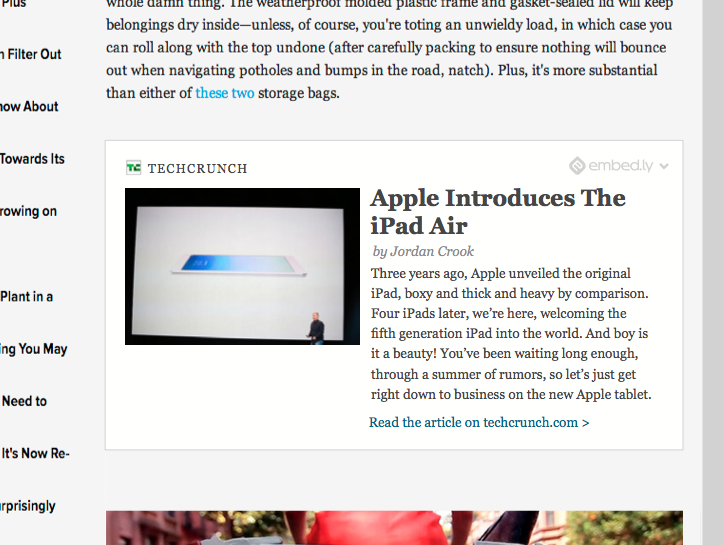 Plus
n Filter Out
now About
Towards Its
rowing on
Plant in a
ing You May
Need to
It's Now Re-
rprisingly
whole damn thing. The weatherproof molded plastic frame and gasket-sealed lid will keep
belongings dry inside—unless, of course, you're toting an unwieldy load, in which case you
can roll along with the top undone (after carefully packing to ensure nothing will bounce
out when navigating potholes and bumps in the road, natch). Plus, it's more substantial
than either of these two storage bags.
TC TECHCRUNCH
embed.ly
Apple Introduces The
iPad Air
by Jordan Crook
Three years ago, Apple unveiled the original
iPad, boxy and thick and heavy by comparison.
Four iPads later, we're here, welcoming the
fifth generation iPad into the world. And boy is
it a beauty! You've been waiting long enough,
through a summer of rumors, so let's just get
right down to business on the new Apple tablet.
Read the article on techcrunch.com >